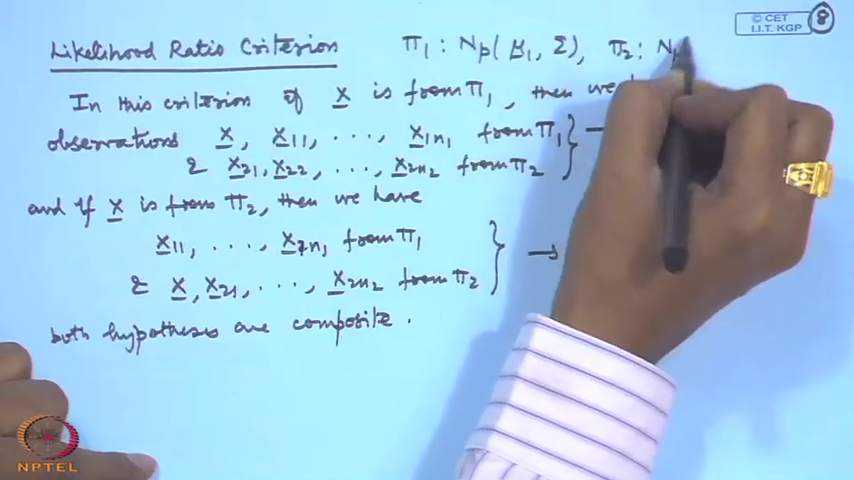 © CET
I.I.T. KGP
8
Likelihood Ratio Criterion π1 : Np( μ1, Σ), π2 : Np
In this criterion if x is from π1, then we
observations x, x11, ..., x1n1 from π1 } →
& x21, x22, ..., x2n2 from π2
and if x is from π2, then we have
x11, ..., x1n1 from π1 } →
& x, x21, ..., x2n2 from π2
both hypotheses are composite.
NPTEL